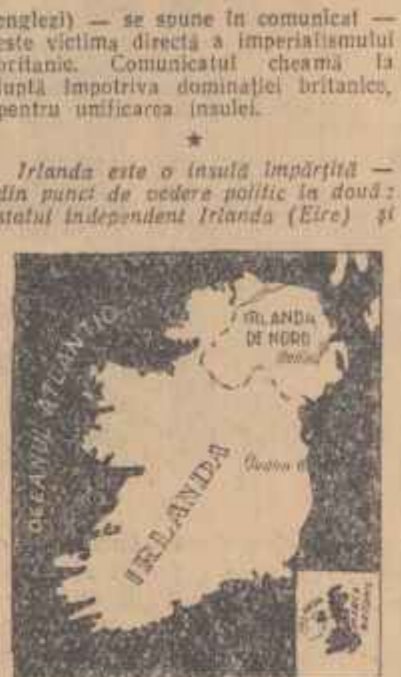 englezi) — se spune în comunicat —
este victima directă a imperialismului
britanic. Comunicatul cheamă la
luptă împotriva dominației britanice,
pentru unificarea insulei.
★
Irlanda este o insulă împărțită —
din punct de vedere politic în două:
statul independent Irlanda (Eire) și
OCEANUL ATLANTIC
IRLANDA
DE NORD
Belfast
IRLANDA